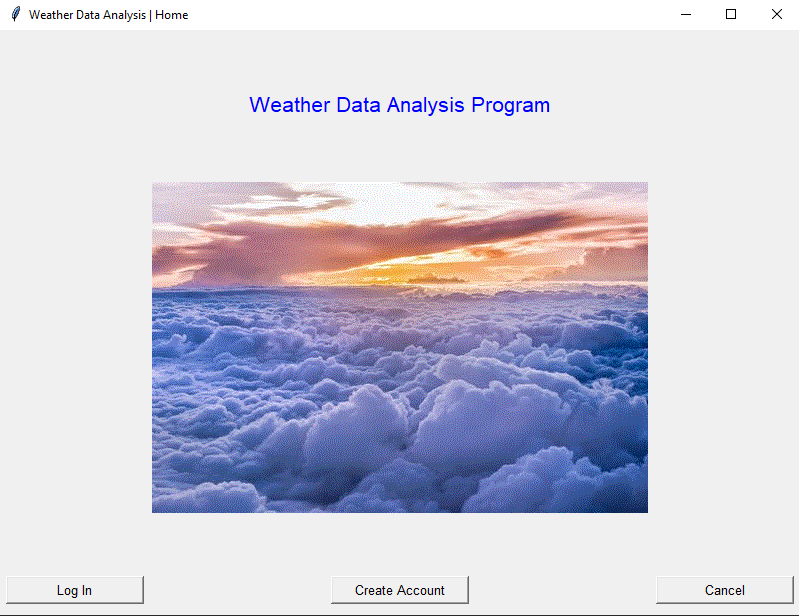 Weather Data Analysis | Home
Weather Data Analysis Program
Log In
Create Account
Cancel